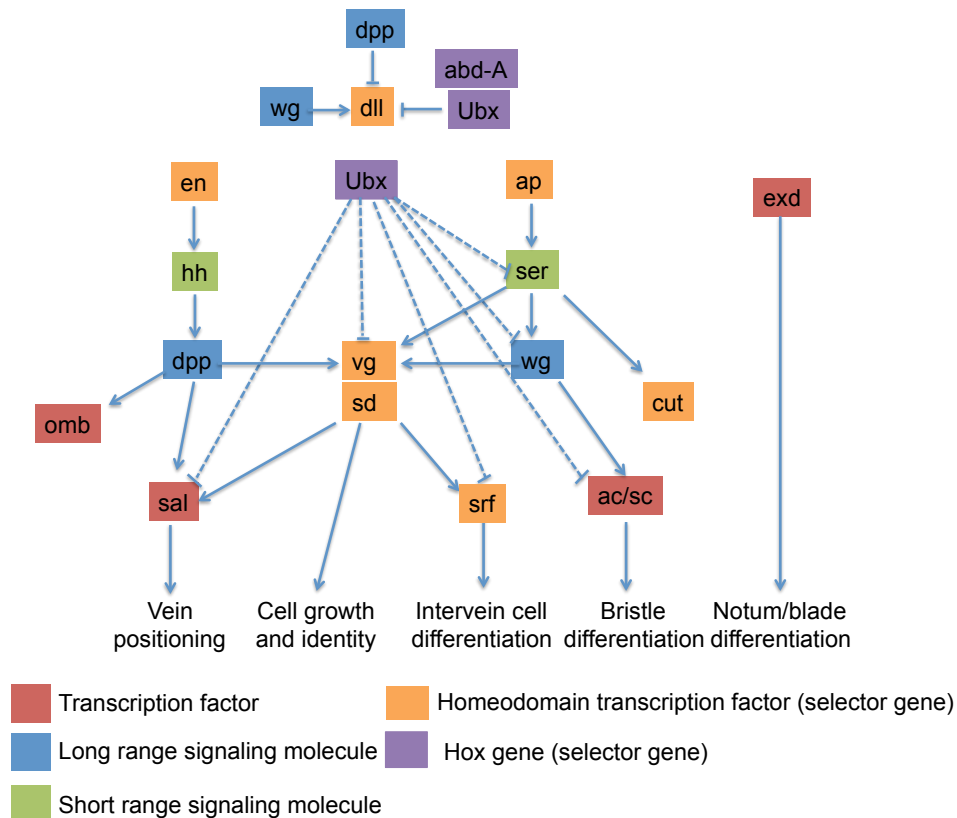 dpp
abd-A
wg
dll
Ubx
en
Ubx
ap
exd
hh
ser
dpp
vg
wg
omb
sd
cut
sal
srf
ac/sc
Vein
positioning
Cell growth
and identity
Intervein cell
differentiation
Bristle
differentiation
Notum/blade
differentiation
Transcription factor
Homeodomain transcription factor (selector gene)
Long range signaling molecule
Hox gene (selector gene)
Short range signaling molecule